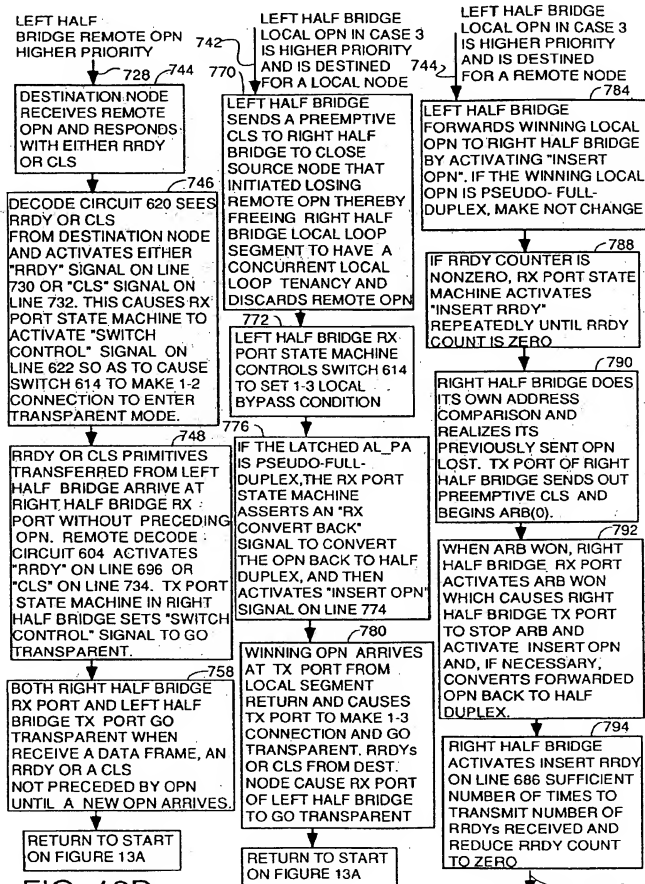 LEFT HALF
BRIDGE REMOTE OPN
HIGHER PRIORITY
728
744
DESTINATION NODE
RECEIVES REMOTE
OPN AND RESPONDS
WITH EITHER RRDY
OR CLS
746
DECODE CIRCUIT 620 SEES
RRDY OR CLS
FROM DESTINATION NODE
AND ACTIVATES EITHER
"RRDY" SIGNAL ON LINE
730 OR "CLS" SIGNAL ON
LINE 732. THIS CAUSES RX
PORT STATE MACHINE TO
ACTIVATE "SWITCH
CONTROL" SIGNAL ON
LINE 622 SO AS TO CAUSE
SWITCH 614 TO MAKE 1-2
CONNECTION TO ENTER
TRANSPARENT MODE.
748
RRDY OR CLS PRIMITIVES
TRANSFERRED FROM LEFT
HALF BRIDGE ARRIVE AT
RIGHT HALF BRIDGE RX
PORT WITHOUT PRECEDING
OPN. REMOTE DECODE
CIRCUIT 604 ACTIVATES
"RRDY" ON LINE 696 OR
"CLS" ON LINE 734. TX PORT
STATE MACHINE IN RIGHT
HALF BRIDGE SETS "SWITCH
CONTROL" SIGNAL TO GO
TRANSPARENT.
758
BOTH RIGHT HALF BRIDGE
RX PORT AND LEFT HALF
BRIDGE TX PORT GO
TRANSPARENT WHEN
RECEIVE A DATA FRAME, AN
RRDY OR A CLS
NOT PRECEDED BY OPN
UNTIL A NEW OPN ARRIVES.
RETURN TO START
ON FIGURE 13A
LEFT HALF BRIDGE
LOCAL OPN IN CASE 3
IS HIGHER PRIORITY
AND IS DESTINED
FOR A LOCAL NODE
742
770
LEFT HALF BRIDGE
SENDS A PREEMPTIVE
CLS TO RIGHT HALF
BRIDGE TO CLOSE
SOURCE NODE THAT
INITIATED LOSING
REMOTE OPN THEREBY
FREEING RIGHT HALF
BRIDGE LOCAL LOOP
SEGMENT TO HAVE A
CONCURRENT LOCAL
LOOP TENANCY AND
DISCARDS REMOTE OPN
772
LEFT HALF BRIDGE RX
PORT STATE MACHINE
CONTROLS SWITCH 614
TO SET 1-3 LOCAL
BYPASS CONDITION
776
IF THE LATCHED AL_PA
IS PSEUDO-FULL-
DUPLEX,THE RX PORT
STATE MACHINE
ASSERTS AN "RX
CONVERT BACK"
SIGNAL TO CONVERT
THE OPN BACK TO HALF
DUPLEX, AND THEN
ACTIVATES "INSERT OPN"
SIGNAL ON LINE 774
780
WINNING OPN ARRIVES
AT TX PORT FROM
LOCAL SEGMENT
RETURN AND CAUSES
TX PORT TO MAKE 1-3
CONNECTION AND GO
TRANSPARENT. RRDYs
OR CLS FROM DEST.
NODE CAUSE RX PORT
OF LEFT HALF BRIDGE
TO GO TRANSPARENT
RETURN TO START
ON FIGURE 13A
LEFT HALF BRIDGE
LOCAL OPN IN CASE 3
IS HIGHER PRIORITY
AND IS DESTINED
FOR A REMOTE NODE
744
784
LEFT HALF BRIDGE
FORWARDS WINNING LOCAL
OPN TO RIGHT HALF BRIDGE
BY ACTIVATING "INSERT
OPN". IF THE WINNING LOCAL
OPN IS PSEUDO- FULL-
DUPLEX, MAKE NOT CHANGE
788
IF RRDY COUNTER IS
NONZERO, RX PORT STATE
MACHINE ACTIVATES
"INSERT RRDY"
REPEATEDLY UNTIL RRDY
COUNT IS ZERO
790
RIGHT HALF BRIDGE DOES
ITS OWN ADDRESS
COMPARISON AND
REALIZES ITS
PREVIOUSLY SENT OPN
LOST. TX PORT OF RIGHT
HALF BRIDGE SENDS OUT
PREEMPTIVE CLS AND
BEGINS ARB(0).
792
WHEN ARB WON, RIGHT
HALF BRIDGE RX PORT
ACTIVATES ARB WON
WHICH CAUSES RIGHT
HALF BRIDGE TX PORT
TO STOP ARB AND
ACTIVATE INSERT OPN
AND, IF NECESSARY,
CONVERTS FORWARDED
OPN BACK TO HALF
DUPLEX.
794
RIGHT HALF BRIDGE
ACTIVATES INSERT RRDY
ON LINE 686 SUFFICIENT
NUMBER OF TIMES TO
TRANSMIT NUMBER OF
RRDYs RECEIVED AND
REDUCE RRDY COUNT
TO ZERO